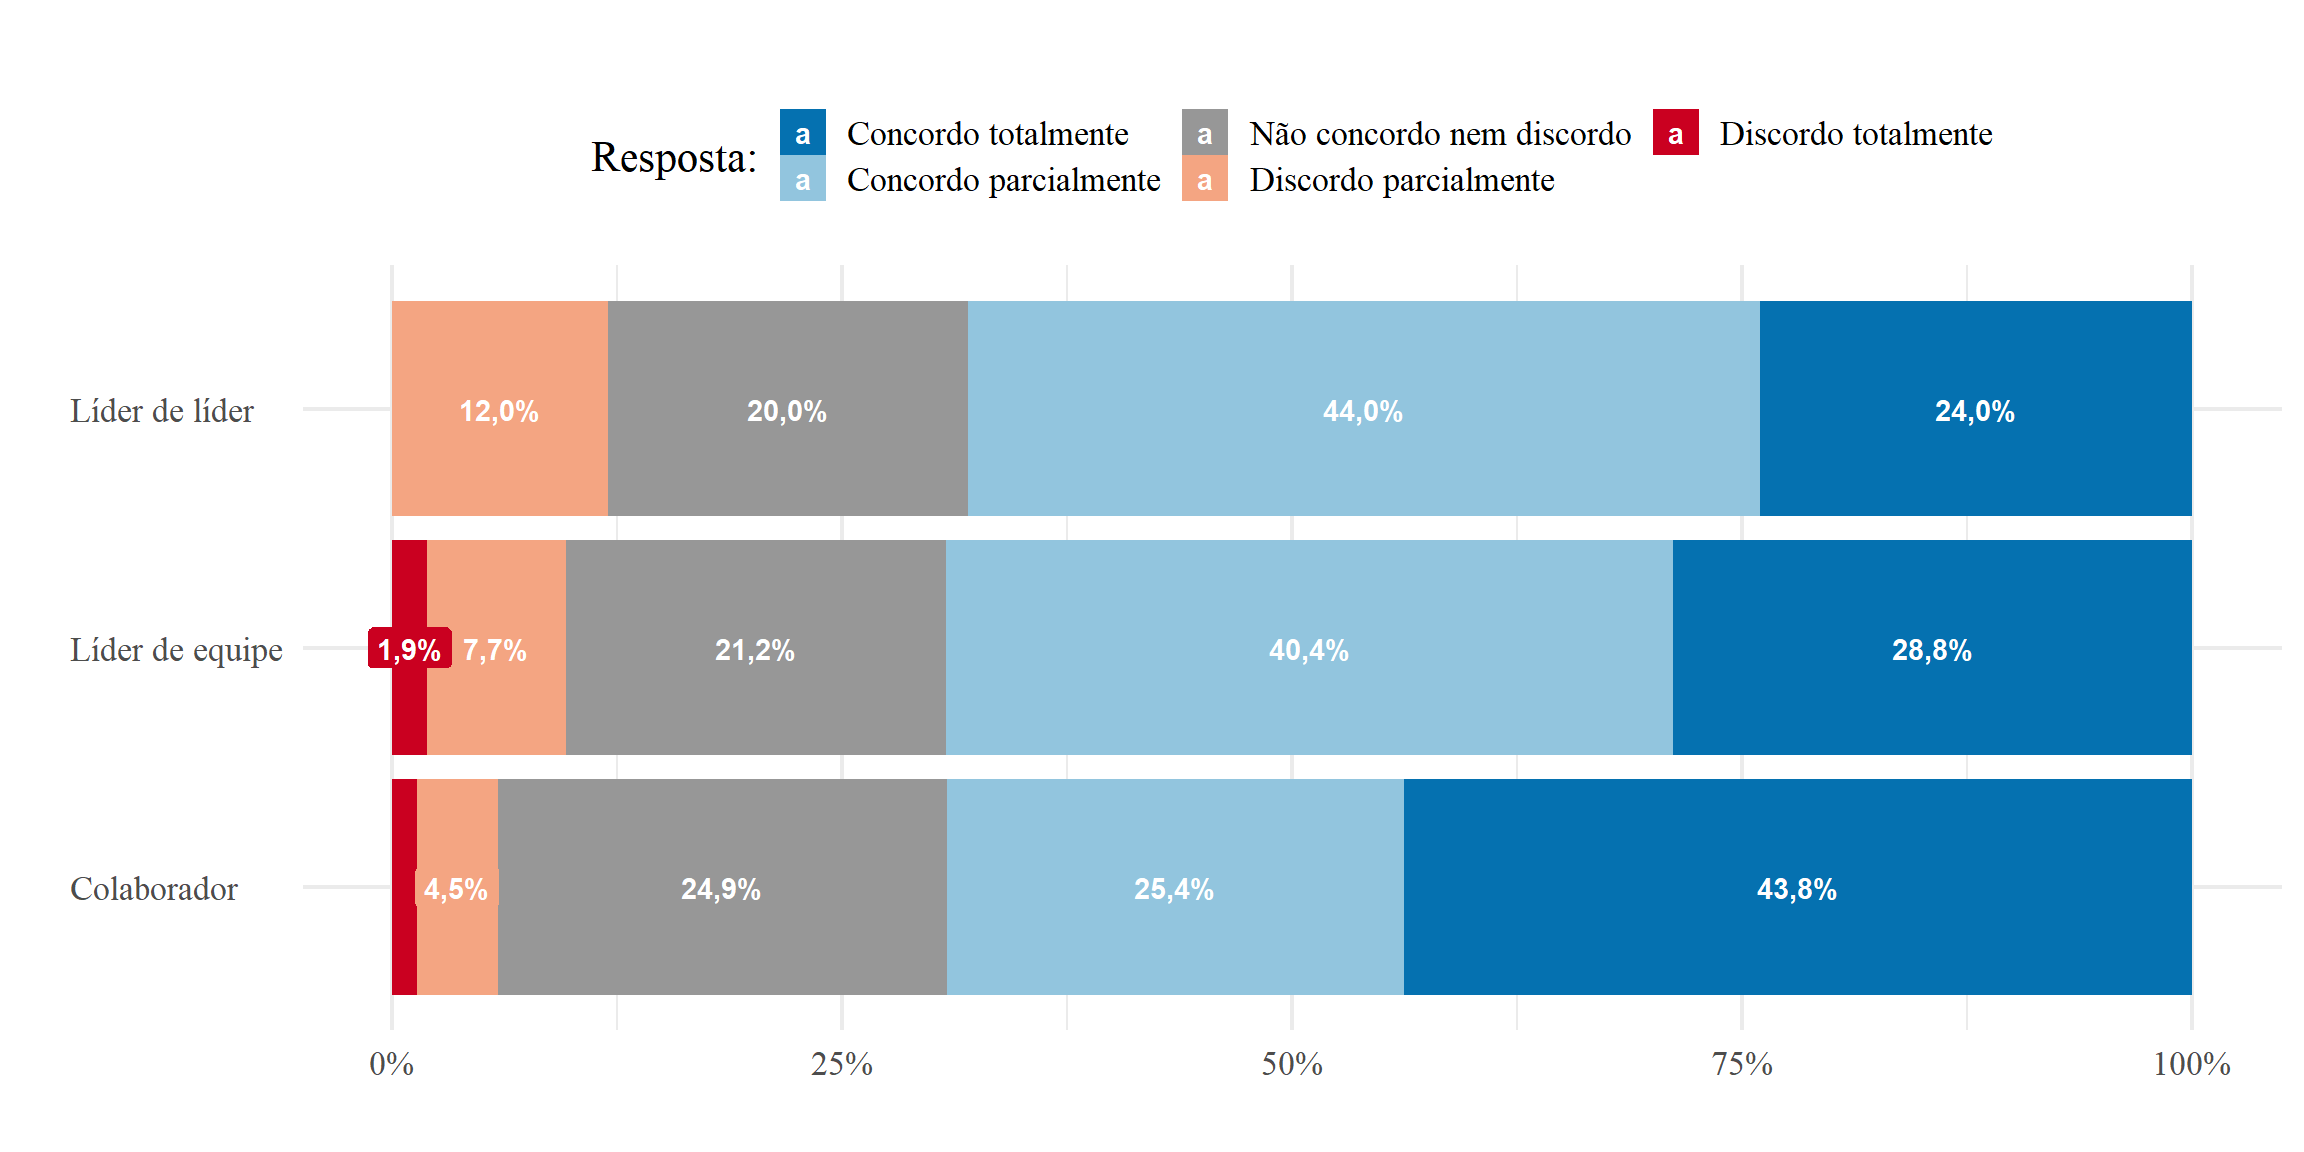 Resposta:
a Concordo totalmente a Não concordo nem discordo a Discordo totalmente
a Concordo parcialmente a Discordo parcialmente
Líder de líder 12,0% 20,0% 44,0% 24,0%
Líder de equipe 1,9% 7,7% 21,2% 40,4% 28,8%
Colaborador 4,5% 24,9% 25,4% 43,8%
0% 25% 50% 75% 100%